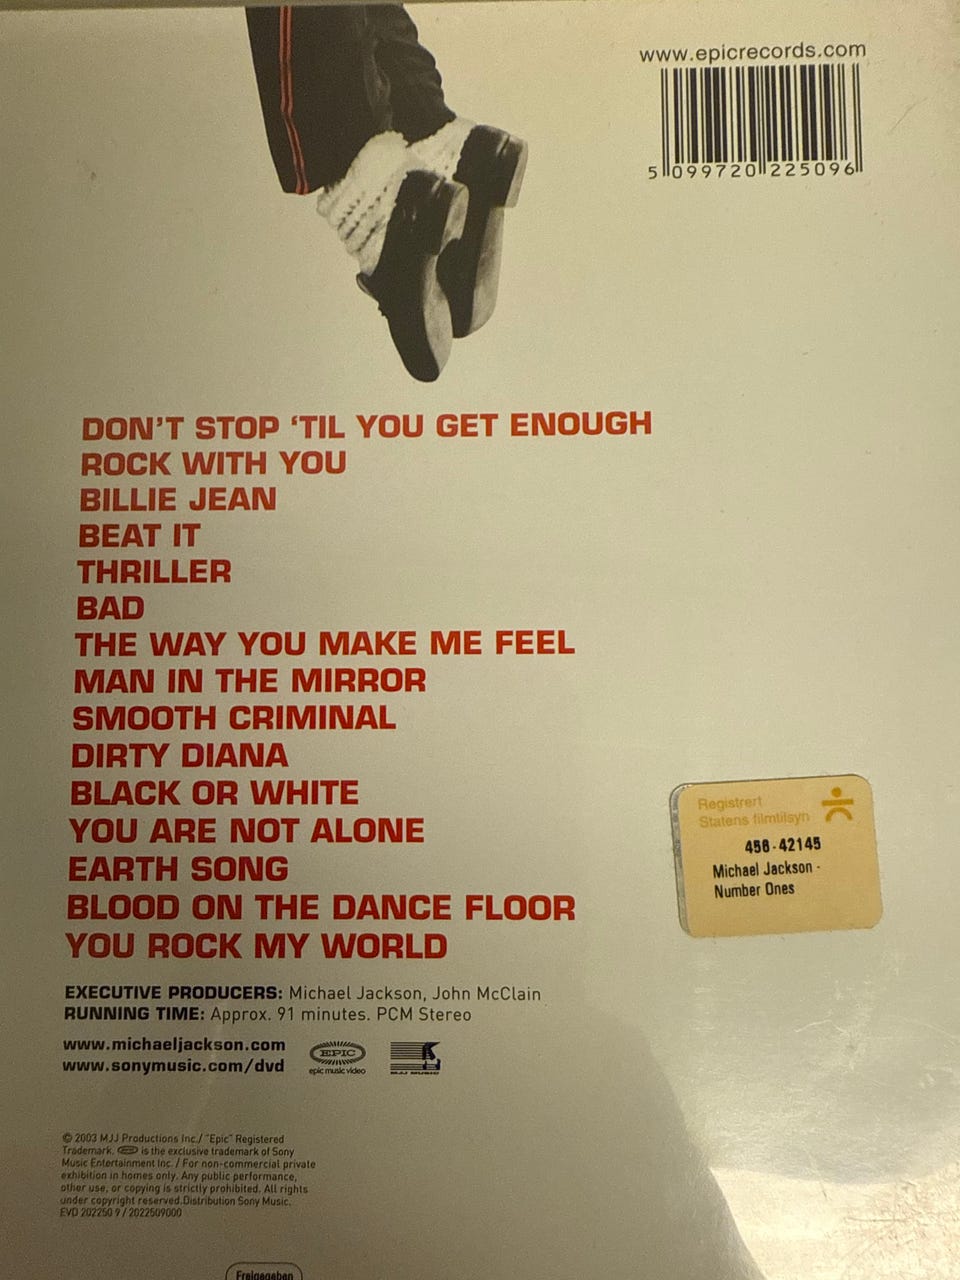 www.epicrecords.com
5 099720 225096
DON'T STOP 'TIL YOU GET ENOUGH
ROCK WITH YOU
BILLIE JEAN
BEAT IT
THRILLER
BAD
THE WAY YOU MAKE ME FEEL
MAN IN THE MIRROR
SMOOTH CRIMINAL
DIRTY DIANA
BLACK OR WHITE
YOU ARE NOT ALONE
EARTH SONG
BLOOD ON THE DANCE FLOOR
YOU ROCK MY WORLD
Registrert
Statens filmtilsyn
456-42145
Michael Jackson -
Number Ones
EXECUTIVE PRODUCERS: Michael Jackson, John McClain
RUNNING TIME: Approx. 91 minutes. PCM Stereo
www.michaeljackson.com
www.sonymusic.com/dvd
EPIC
epic music video
MJJ MUSIC
© 2003 MJJ Productions Inc./ "Epic" Registered
Trademark. epic is the exclusive trademark of Sony
Music Entertainment Inc. / For non-commercial private
exhibition in homes only. Any public performance,
other use, or copying is strictly prohibited. All rights
under copyright reserved.Distribution Sony Music.
EVD 202250 9 / 2022509000
Freigegeben